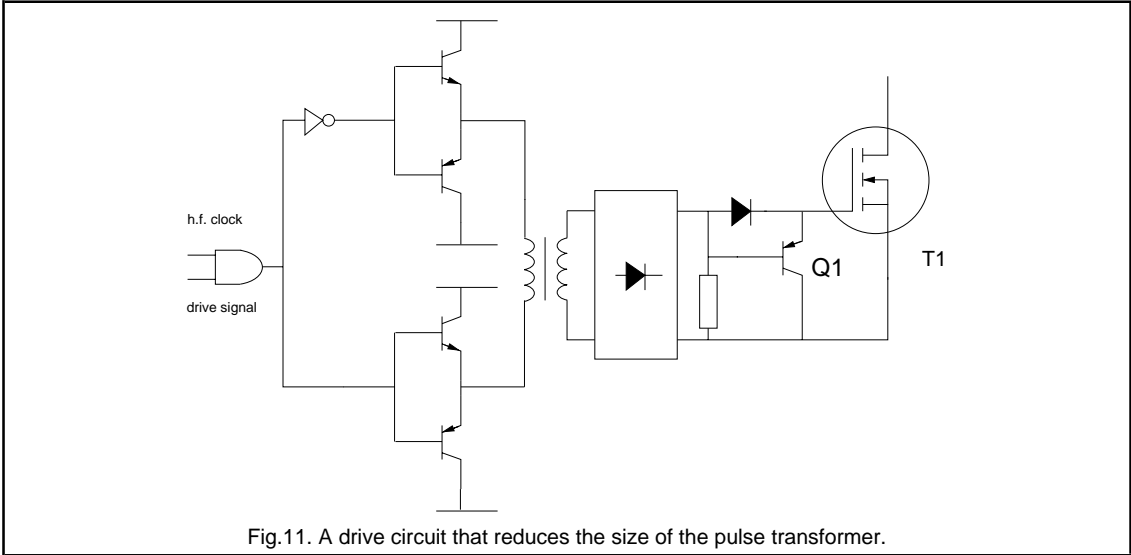 h.f. clock
drive signal
Q1
T1
Fig.11. A drive circuit that reduces the size of the pulse transformer.